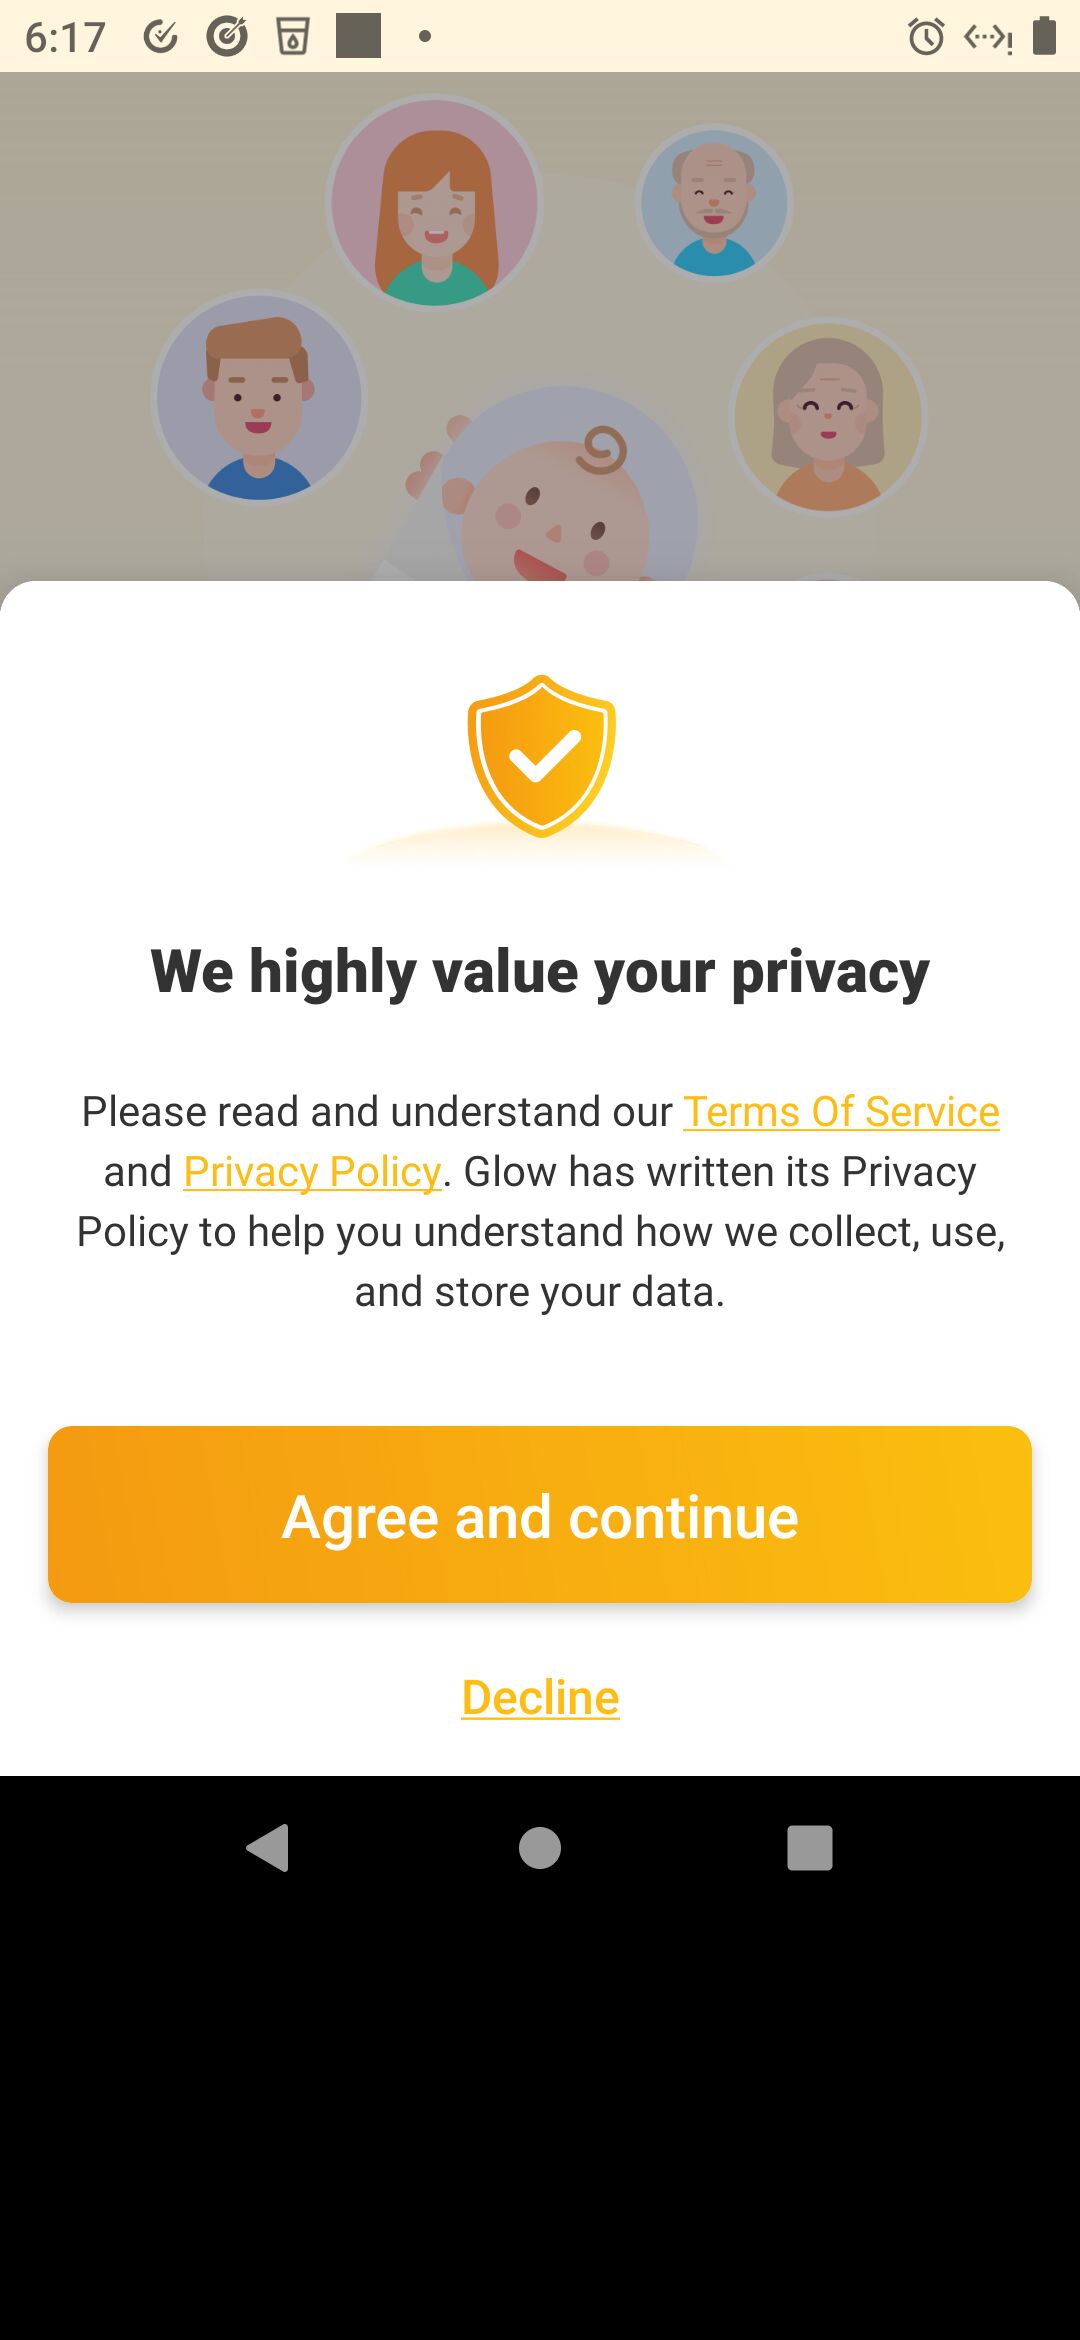 6:17
We highly value your privacy
Please read and understand our Terms Of Service
and Privacy Policy. Glow has written its Privacy
Policy to help you understand how we collect, use,
and store your data.
Agree and continue
Decline